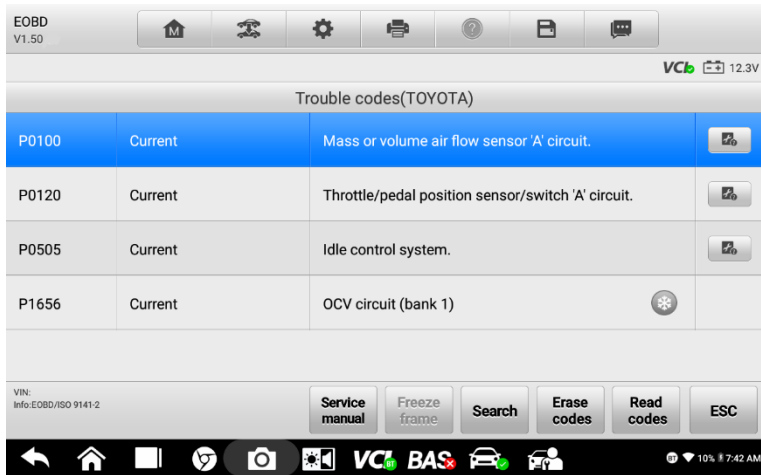 EOBD
V1.50
M
VCI 12.3V
Trouble codes(TOYOTA)
P0100 Current Mass or volume air flow sensor 'A' circuit.
P0120 Current Throttle/pedal position sensor/switch 'A' circuit.
P0505 Current Idle control system.
P1656 Current OCV circuit (bank 1)
VIN:
Info:EOBD/ISO 9141-2
Service manual
Freeze frame
Search
Erase codes
Read codes
ESC
VCI BAS 10% 7:42 AM